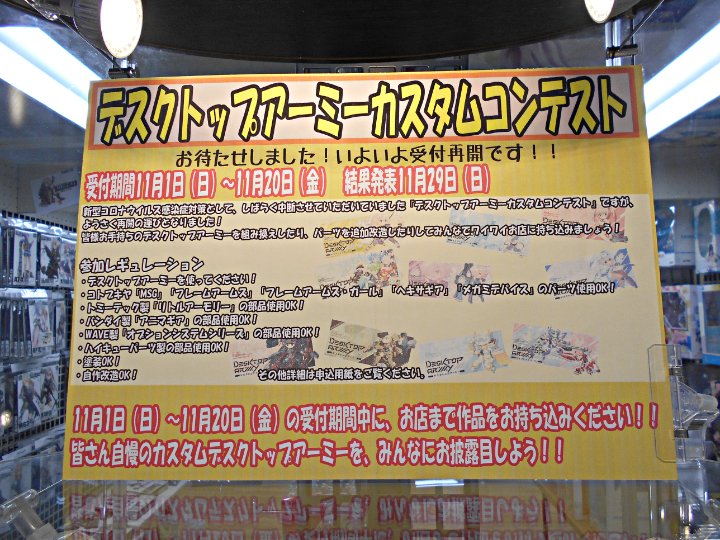 デスクトップアーミーカスタムコンテスト
お待たせしました!いよいよ受付再開です!!
受付期間11月1日(日)~11月20日(金) 結果発表11月29日(日)
新型コロナウイルス感染症対策として、しばらく中断させていただいていました「デスクトップアーミーカスタムコンテスト」ですが、
ようやく再開の運びとなりました!
皆様お手持ちのデスクトップアーミーを組み換えしたり、パーツを追加改造したりしてみんなでワイワイお店に持ち込みましょう!
参加レギュレーション
・デスクトップアーミーを使ってください!
・コトブキヤ「MSG」「フレームアームズ」「フレームアームズ・ガール」「ヘキサギア」「メガミデバイス」のパーツ使用OK!
・トミーテック製「リトルアーモリー」の部品使用OK!
・バンダイ製「アニマギア」の部品使用OK!
・WAVE製「オプションシステムシリーズ」の部品使用OK!
・ハイキューパーツ製の部品使用OK!
・塗装OK!
・自作改造OK!
その他詳細は申込用紙をご覧ください。
DESKTOP ARMY
DESKTOP ARMY
DESKTOP ARMY
11月1日(日)~11月20日(金)の受付期間中に、お店まで作品をお持ち込みください!!
皆さん自慢のカスタムデスクトップアーミーを、みんなにお披露目しよう!!